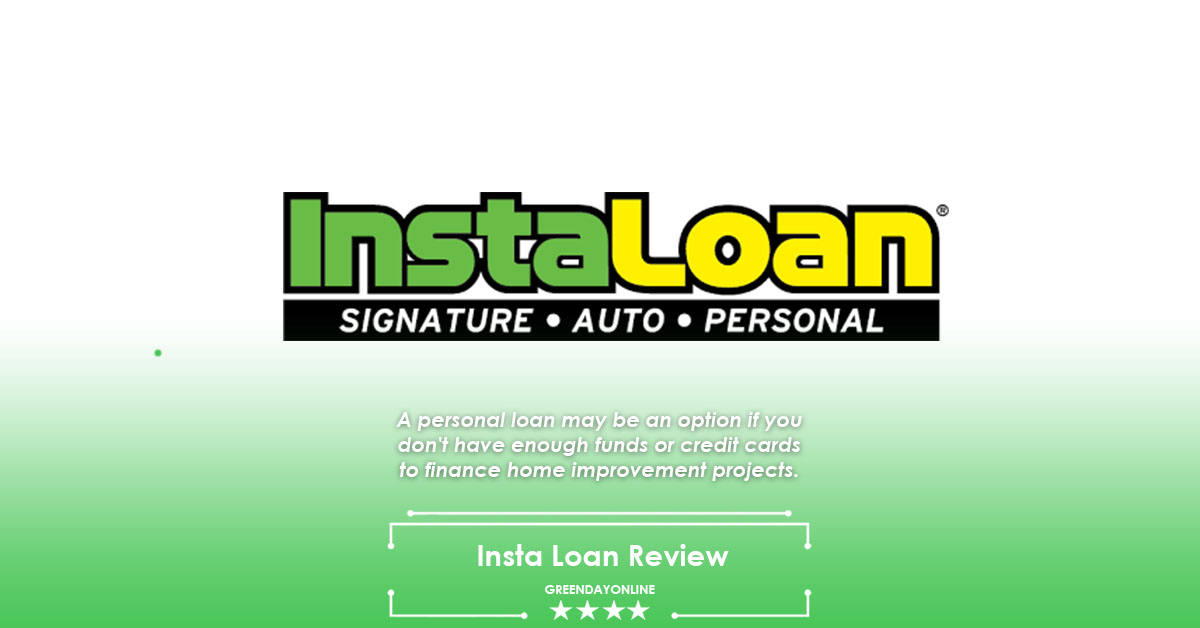 InstaLoan®
SIGNATURE • AUTO • PERSONAL
A personal loan may be an option if you
don't have enough funds or credit cards
to finance home improvement projects.
Insta Loan Review
GREENDAYONLINE